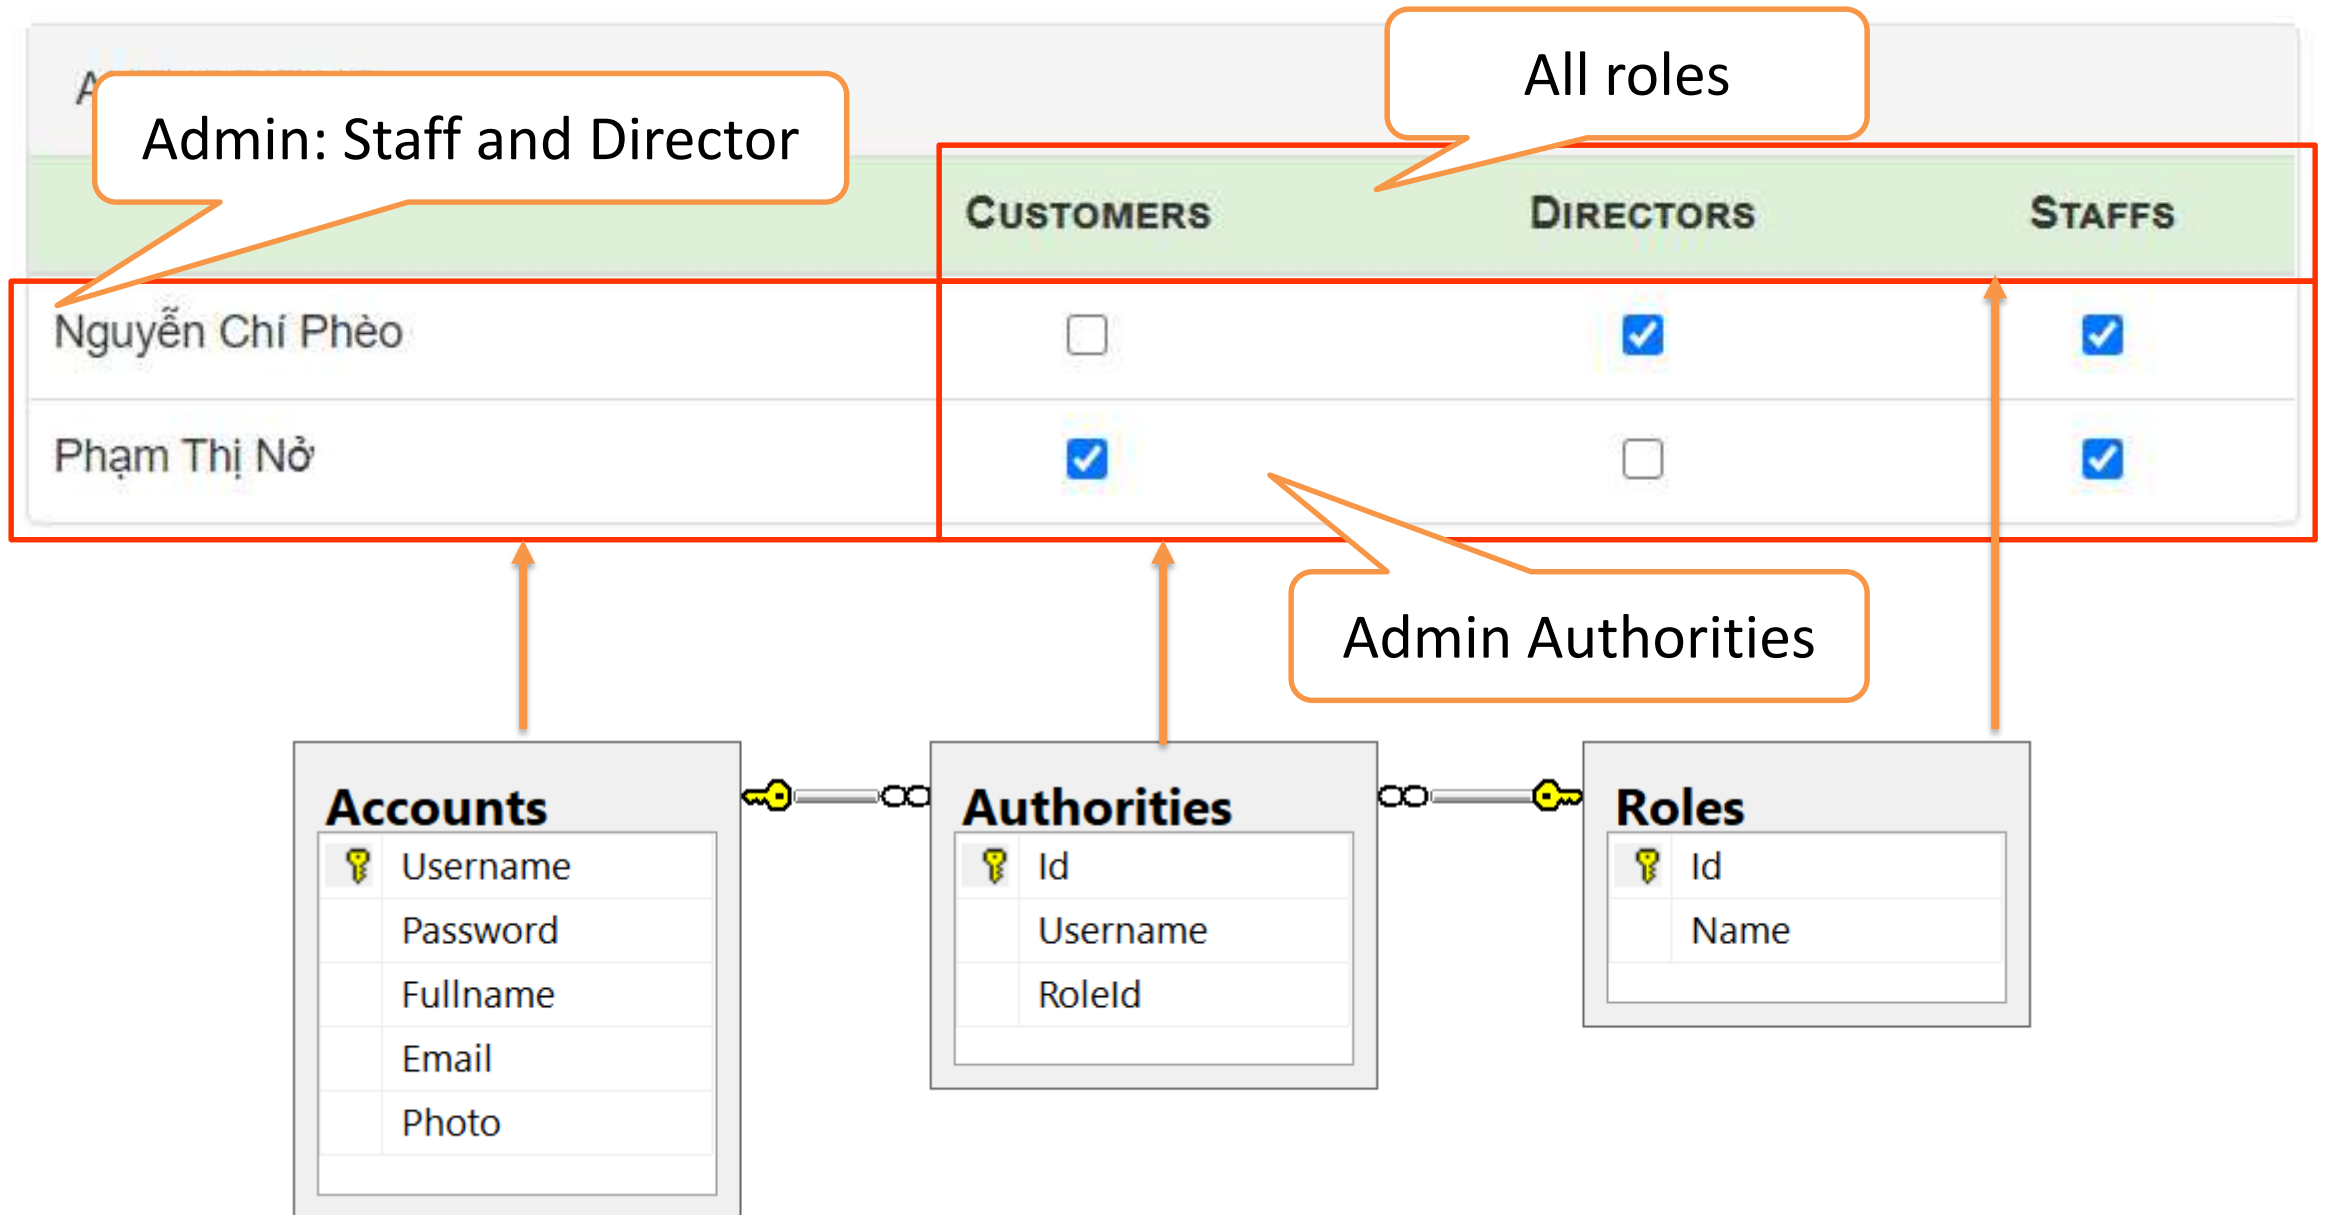 All roles
Admin: Staff and Director
CUSTOMERS DIRECTORS STAFFS
Nguyễn Chí Phèo
Phạm Thị Nở
Admin Authorities
Accounts
Username
Password
Fullname
Email
Photo
Authorities
Id
Username
RoleId
Roles
Id
Name